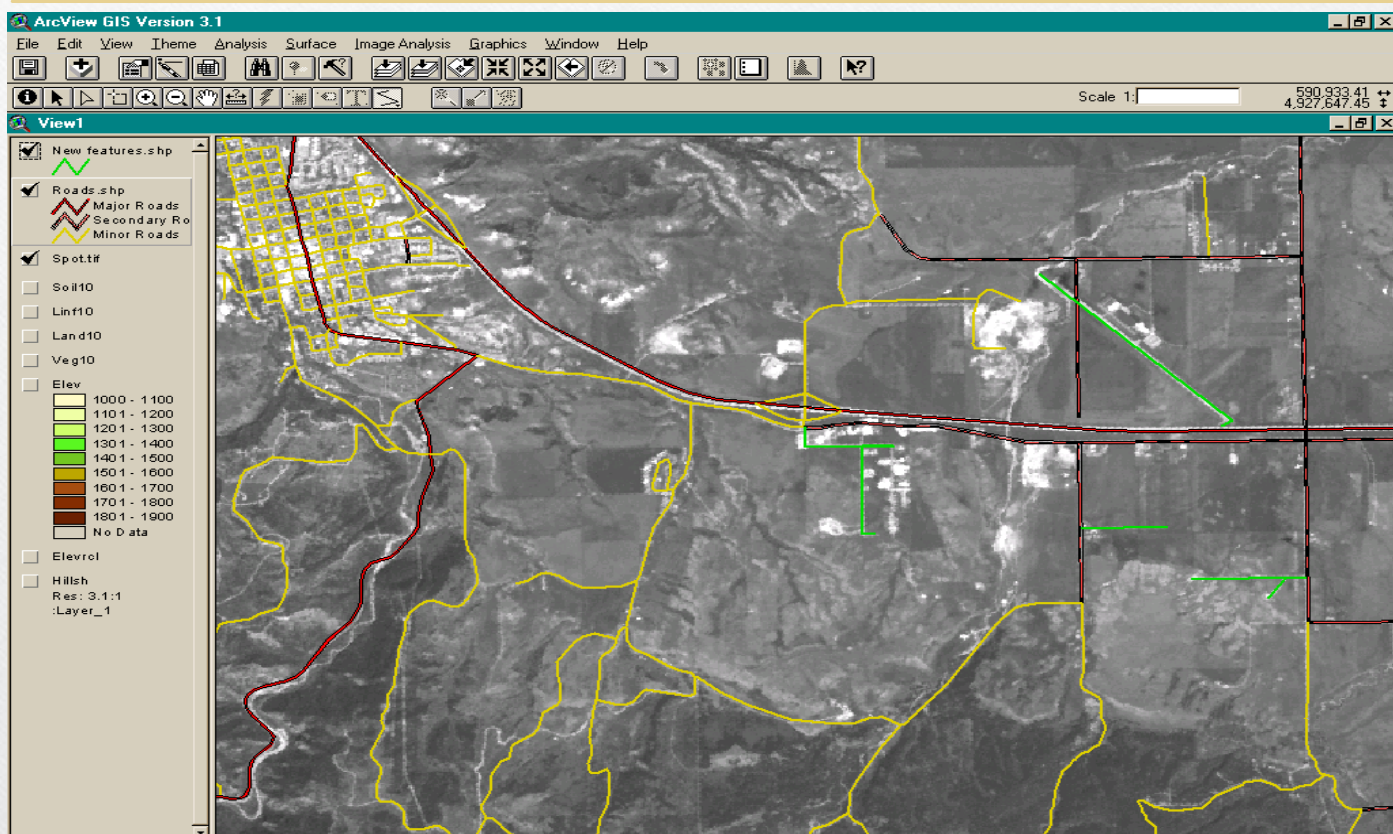 ArcView GIS Version 3.1
File Edit View Theme Analysis Surface Image Analysis Graphics Window Help
Scale 1:
590,933.41
4,927,647.45
View1
New features.shp
Roads.shp
Major Roads
Secondary Ro
Minor Roads
Spot.tif
Soil10
Linf10
Land10
Veg10
Elev
1000 - 1100
1101 - 1200
1201 - 1300
1301 - 1400
1401 - 1500
1501 - 1600
1601 - 1700
1701 - 1800
1801 - 1900
No Data
Elevrcl
Hillsh
Res: 3.1:1
:Layer_1